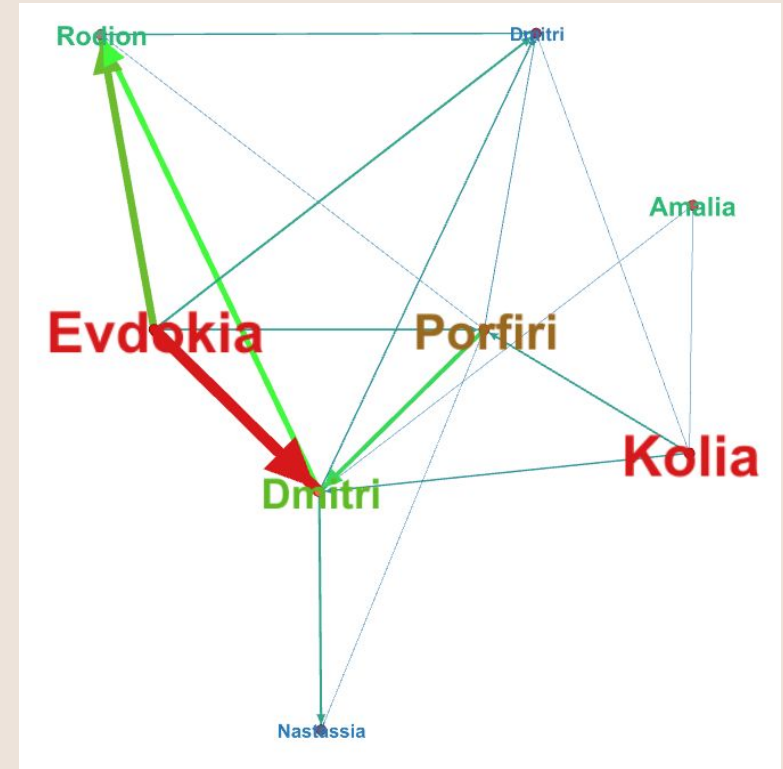 Rodion
Dmitri
Amalia
Evdokia
Porfiri
Kolia
Dmitri
Nastassia